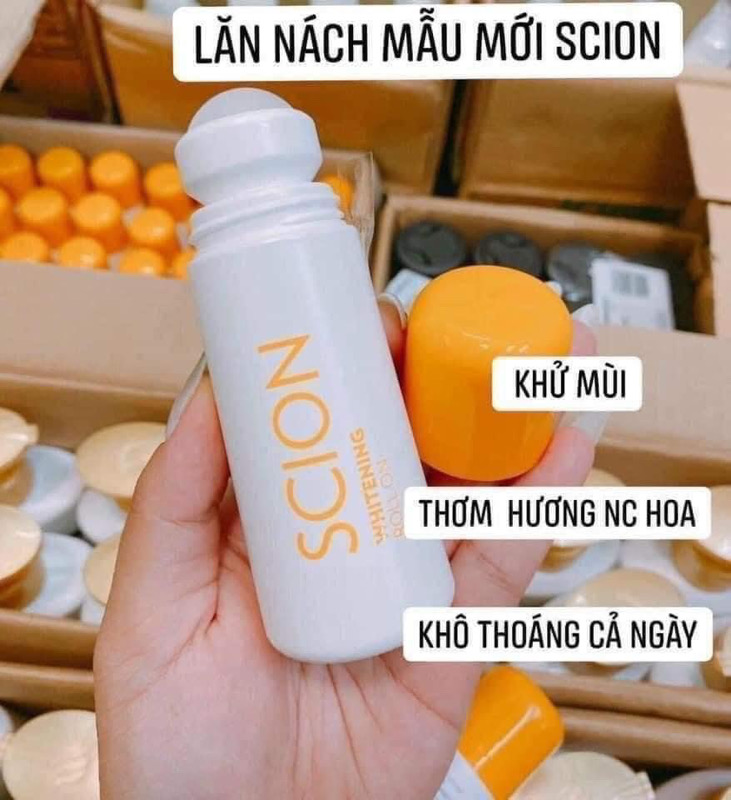 LĂN NÁCH MẪU MỚI SCION
SCION
WHITENING
ROLL ON
KHỬ MÙI
THƠM HƯƠNG NC HOA
KHÔ THOÁNG CẢ NGÀY